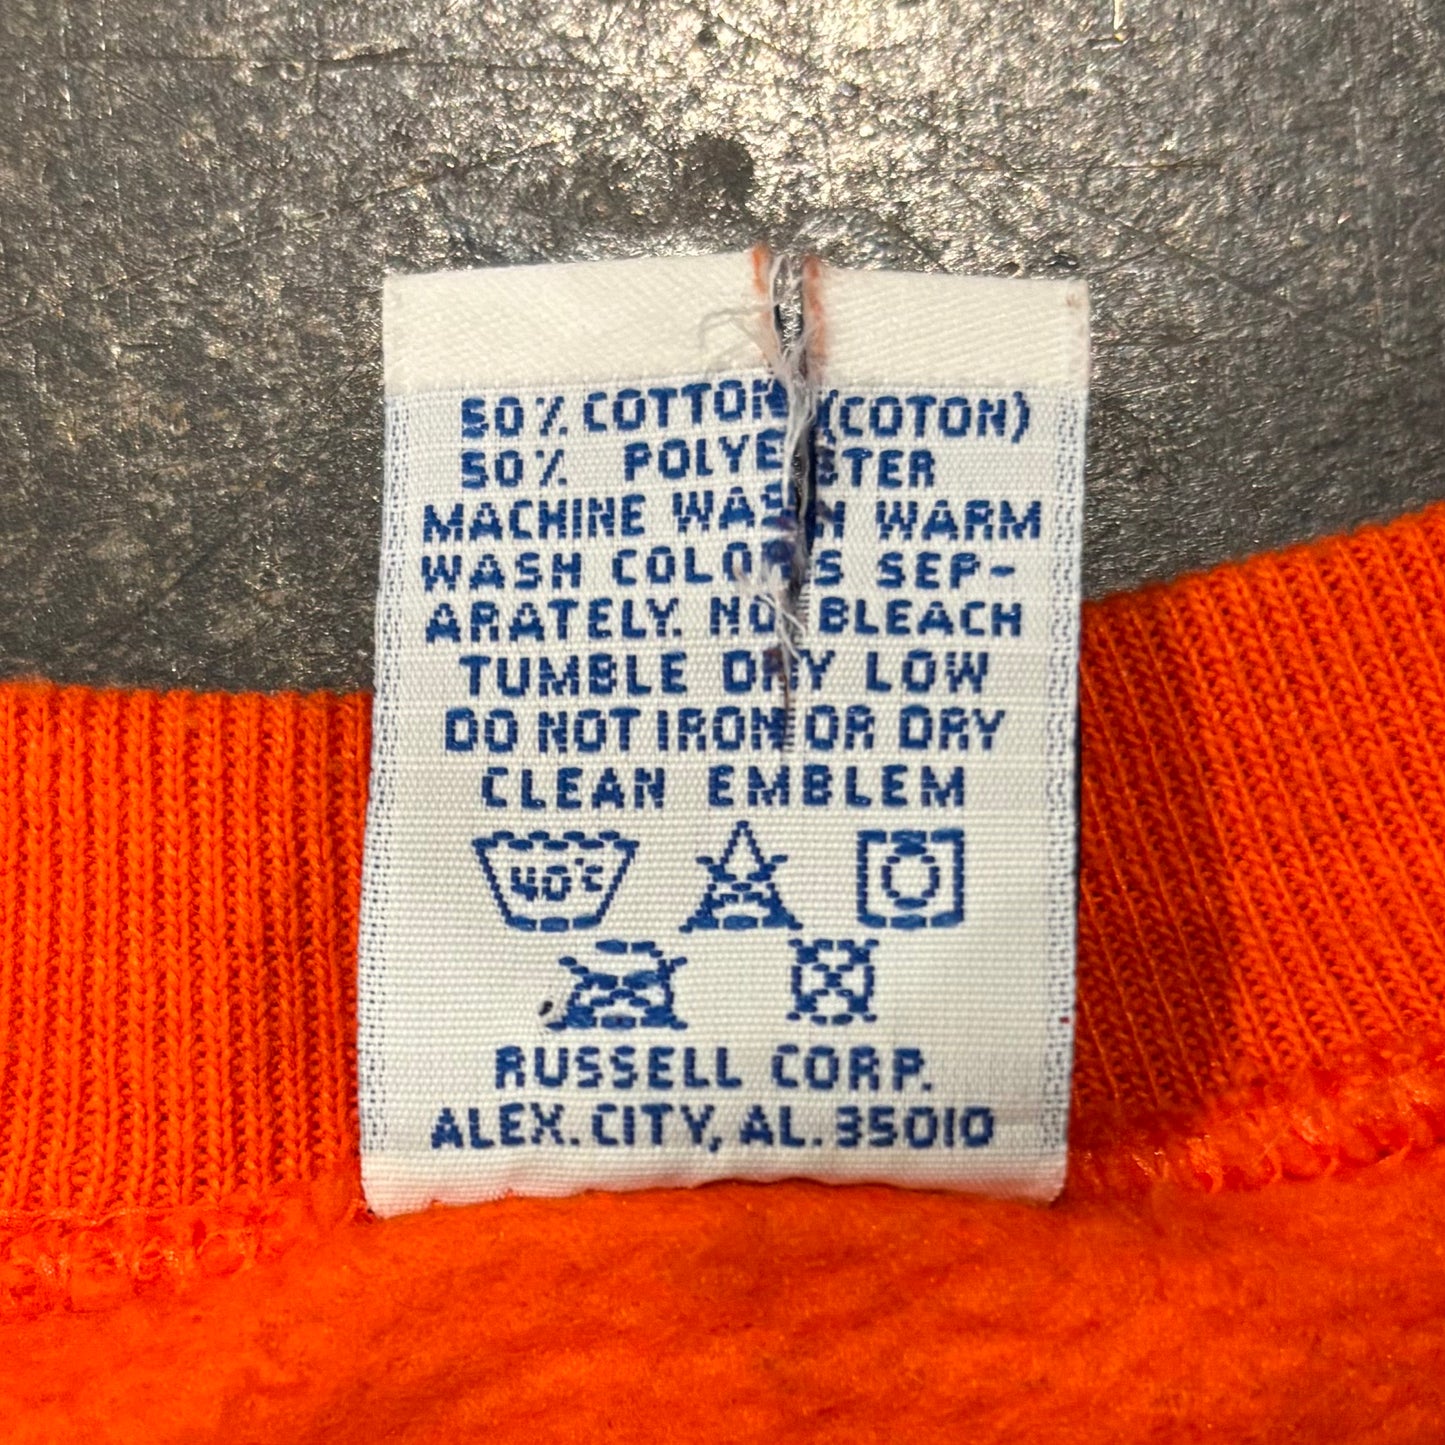 50% COTTON (COTON)
50% POLYESTER
MACHINE WASH WARM
WASH COLORS SEP-
ARATELY. NO BLEACH
TUMBLE DRY LOW
DO NOT IRON OR DRY
CLEAN EMBLEM
40°C
RUSSELL CORP.
ALEX. CITY, AL. 35010